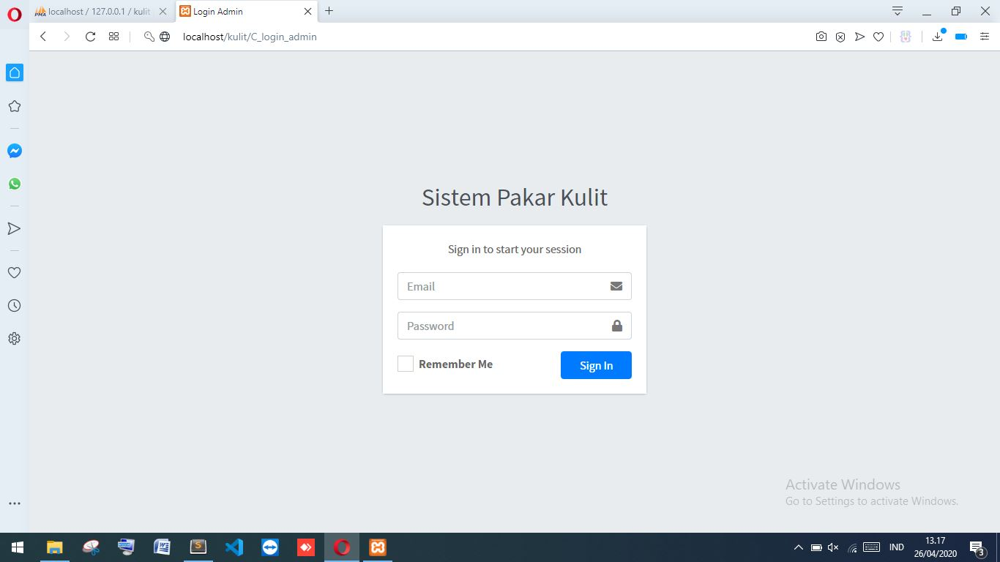 localhost / 127.0.0.1 / kulit
Login Admin
localhost/kulit/C_login_admin
Sistem Pakar Kulit
Sign in to start your session
Email
Password
Remember Me
Sign In
Activate Windows
Go to Settings to activate Windows.
IND
13.17
26/04/2020
3